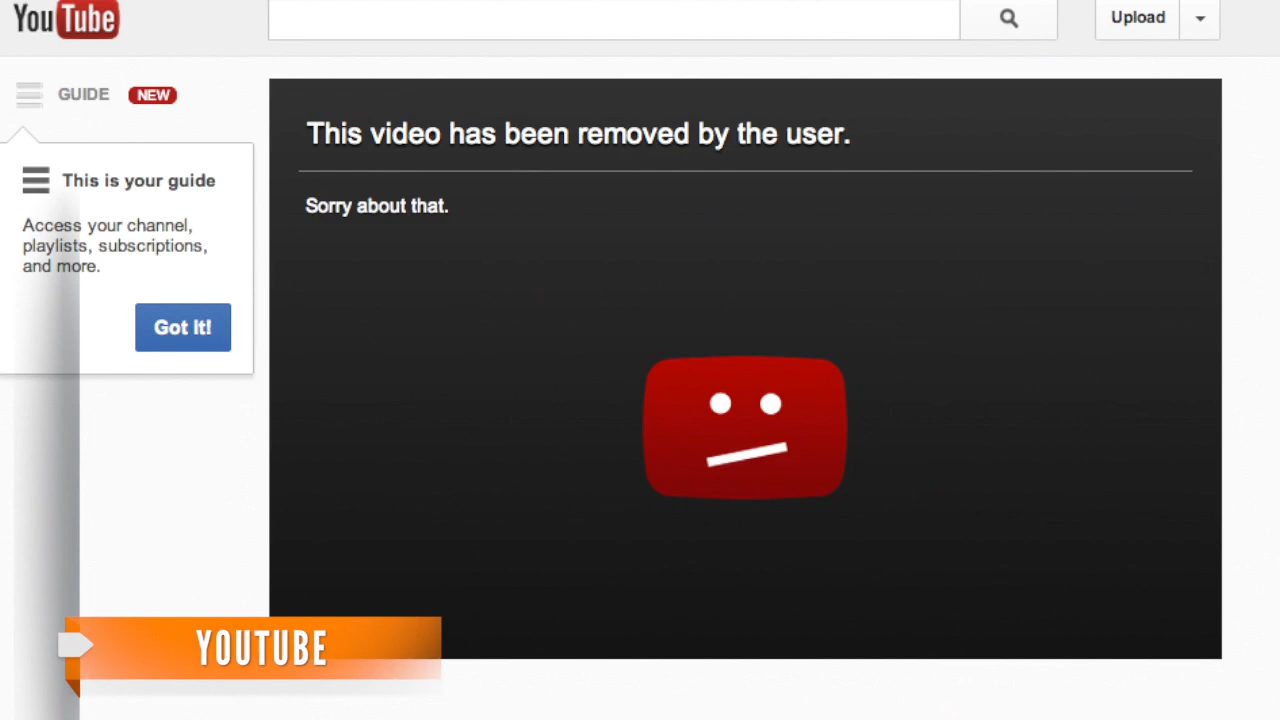 YouTube
Upload
GUIDE NEW
This is your guide
Access your channel,
playlists, subscriptions,
and more.
Got it!
This video has been removed by the user.
Sorry about that.
YOUTUBE